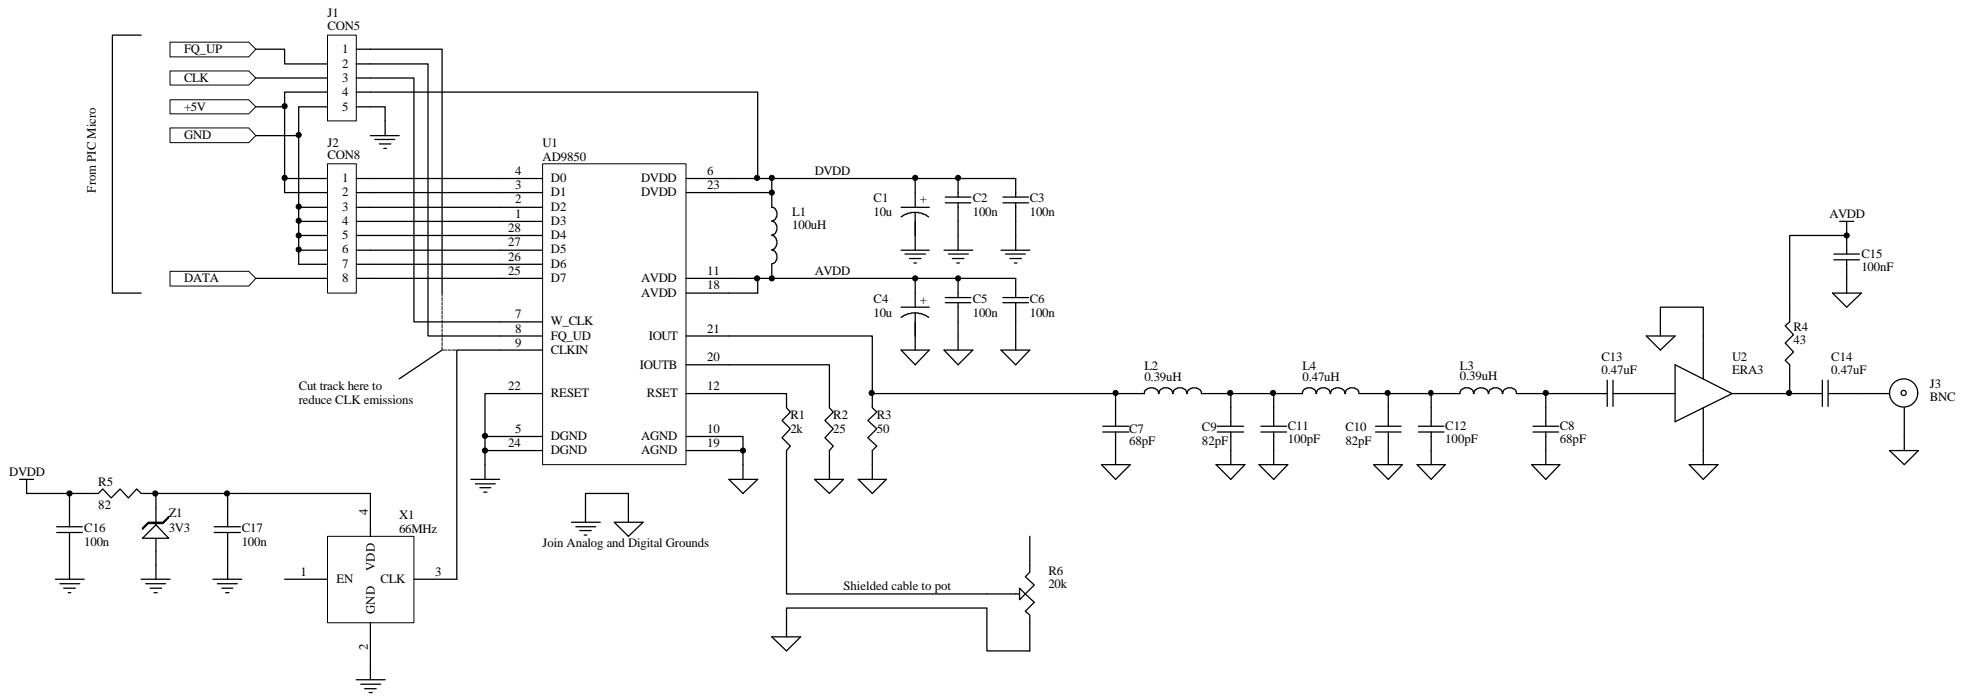 J1
CON5
FQ_UP
CLK
+5V
GND
1
2
3
4
5
From PIC Micro
J2
CON8
1
2
3
4
5
6
7
8
DATA
U1
AD9850
4 D0
3 D1
2 D2
1 D3
28 D4
27 D5
26 D6
25 D7
7 W_CLK
8 FQ_UD
9 CLKIN
22 RESET
5 DGND
24 DGND
DVDD 6
DVDD 23
AVDD 11
AVDD 18
IOUT 21
IOUTB 20
RSET 12
AGND 10
AGND 19
Cut track here to
reduce CLK emissions
DVDD
L1
100uH
C1
10u
+
C2
100n
C3
100n
AVDD
C4
10u
+
C5
100n
C6
100n
R1
2k
R2
25
R3
50
C7
68pF
L2
0.39uH
C9
82pF
C11
100pF
L4
0.47uH
C10
82pF
C12
100pF
L3
0.39uH
C8
68pF
C13
0.47uF
U2
ERA3
AVDD
C15
100nF
R4
43
C14
0.47uF
J3
BNC
DVDD
C16
100n
R5
82
Z1
3V3
C17
100n
X1
66MHz
4
VDD
1 EN
CLK 3
GND
2
Join Analog and Digital Grounds
Shielded cable to pot
R6
20k